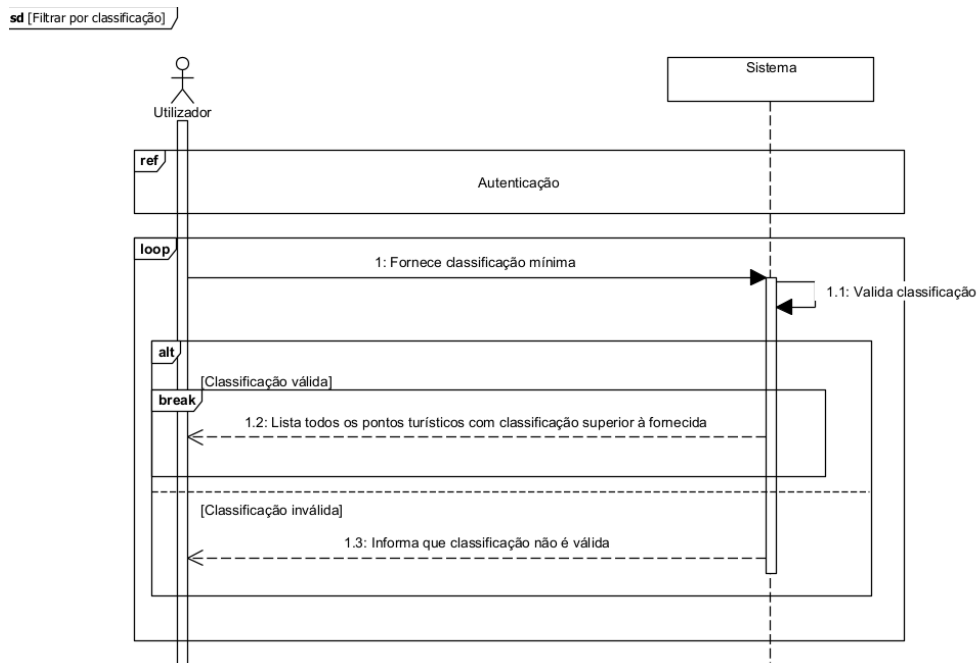 sd [Filtrar por classificação]
Utilizador
Sistema
ref
Autenticação
loop
1: Fornece classificação mínima
1.1: Valida classificação
alt
[Classificação válida]
break
1.2: Lista todos os pontos turísticos com classificação superior à fornecida
[Classificação inválida]
1.3: Informa que classificação não é válida